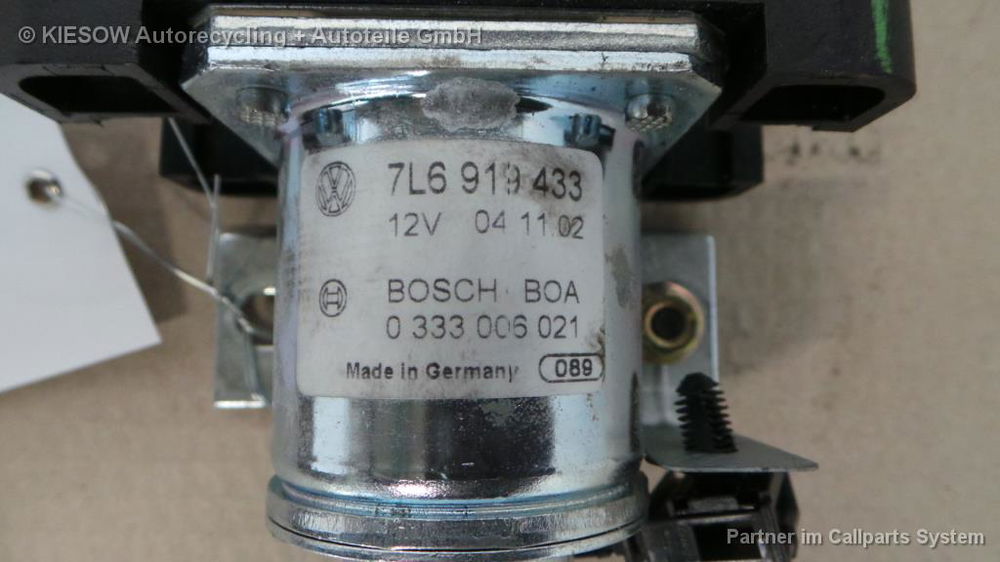 © KIESOW Autorecycling + Autoteile GmbH
7L6 919 433
12V 04 11.02
BOSCH BOA
0 333 006 021
Made in Germany 089
Partner im Callparts System